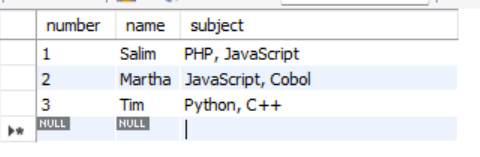 number name subject
1 Salim PHP, JavaScript
2 Martha JavaScript, Cobol
3 Tim Python, C++
NULL NULL